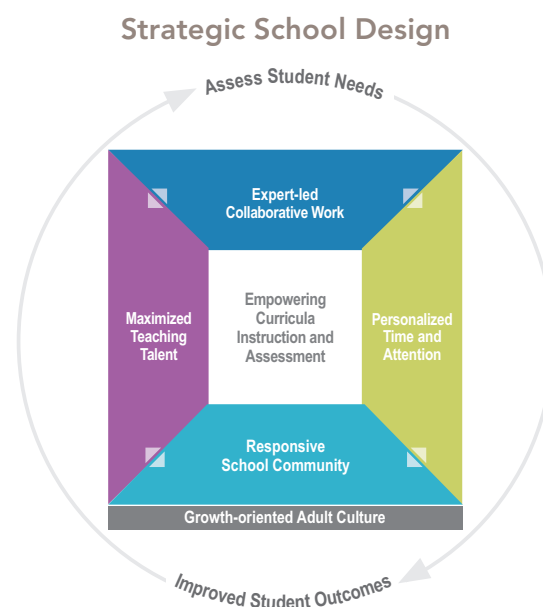 Strategic School Design
Assess Student Needs
Expert-led
Collaborative Work
Maximized
Teaching
Talent
Empowering
Curricula
Instruction and
Assessment
Personalized
Time and
Attention
Responsive
School Community
Growth-oriented Adult Culture
Improved Student Outcomes